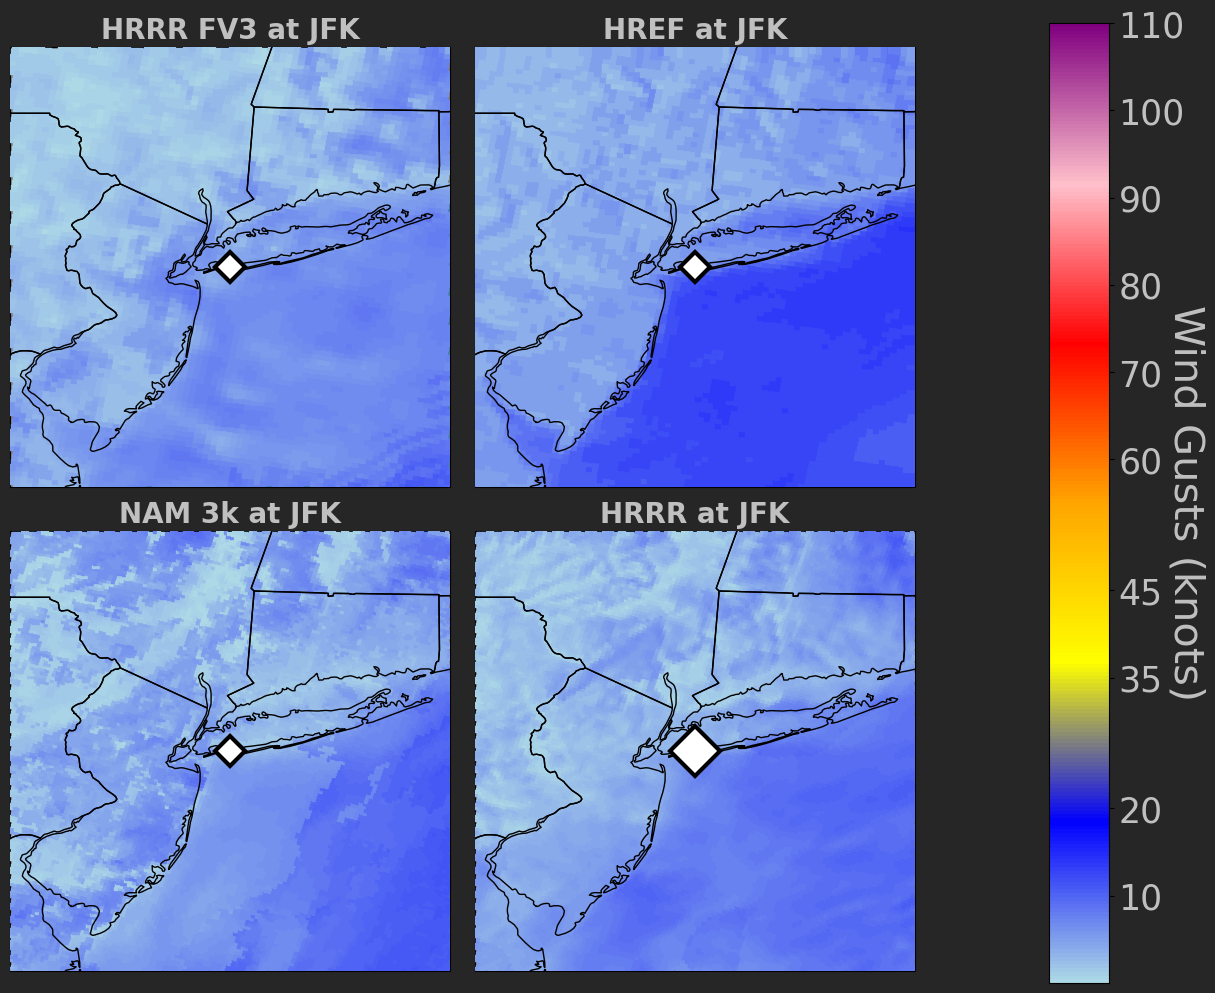 HRRR FV3 at JFK
HREF at JFK
NAM 3k at JFK
HRRR at JFK
110
100
90
80
70
60
45
35
20
10
Wind Gusts (knots)